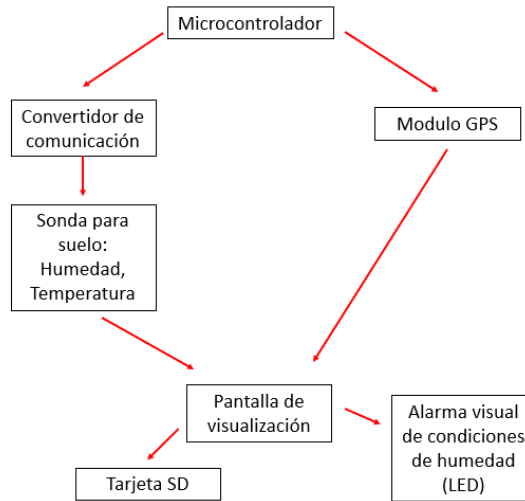 Microcontrolador
Convertidor de
comunicación
Modulo GPS
Sonda para
suelo:
Humedad,
Temperatura
Pantalla de
visualización
Alarma visual
de condiciones
de humedad
(LED)
Tarjeta SD